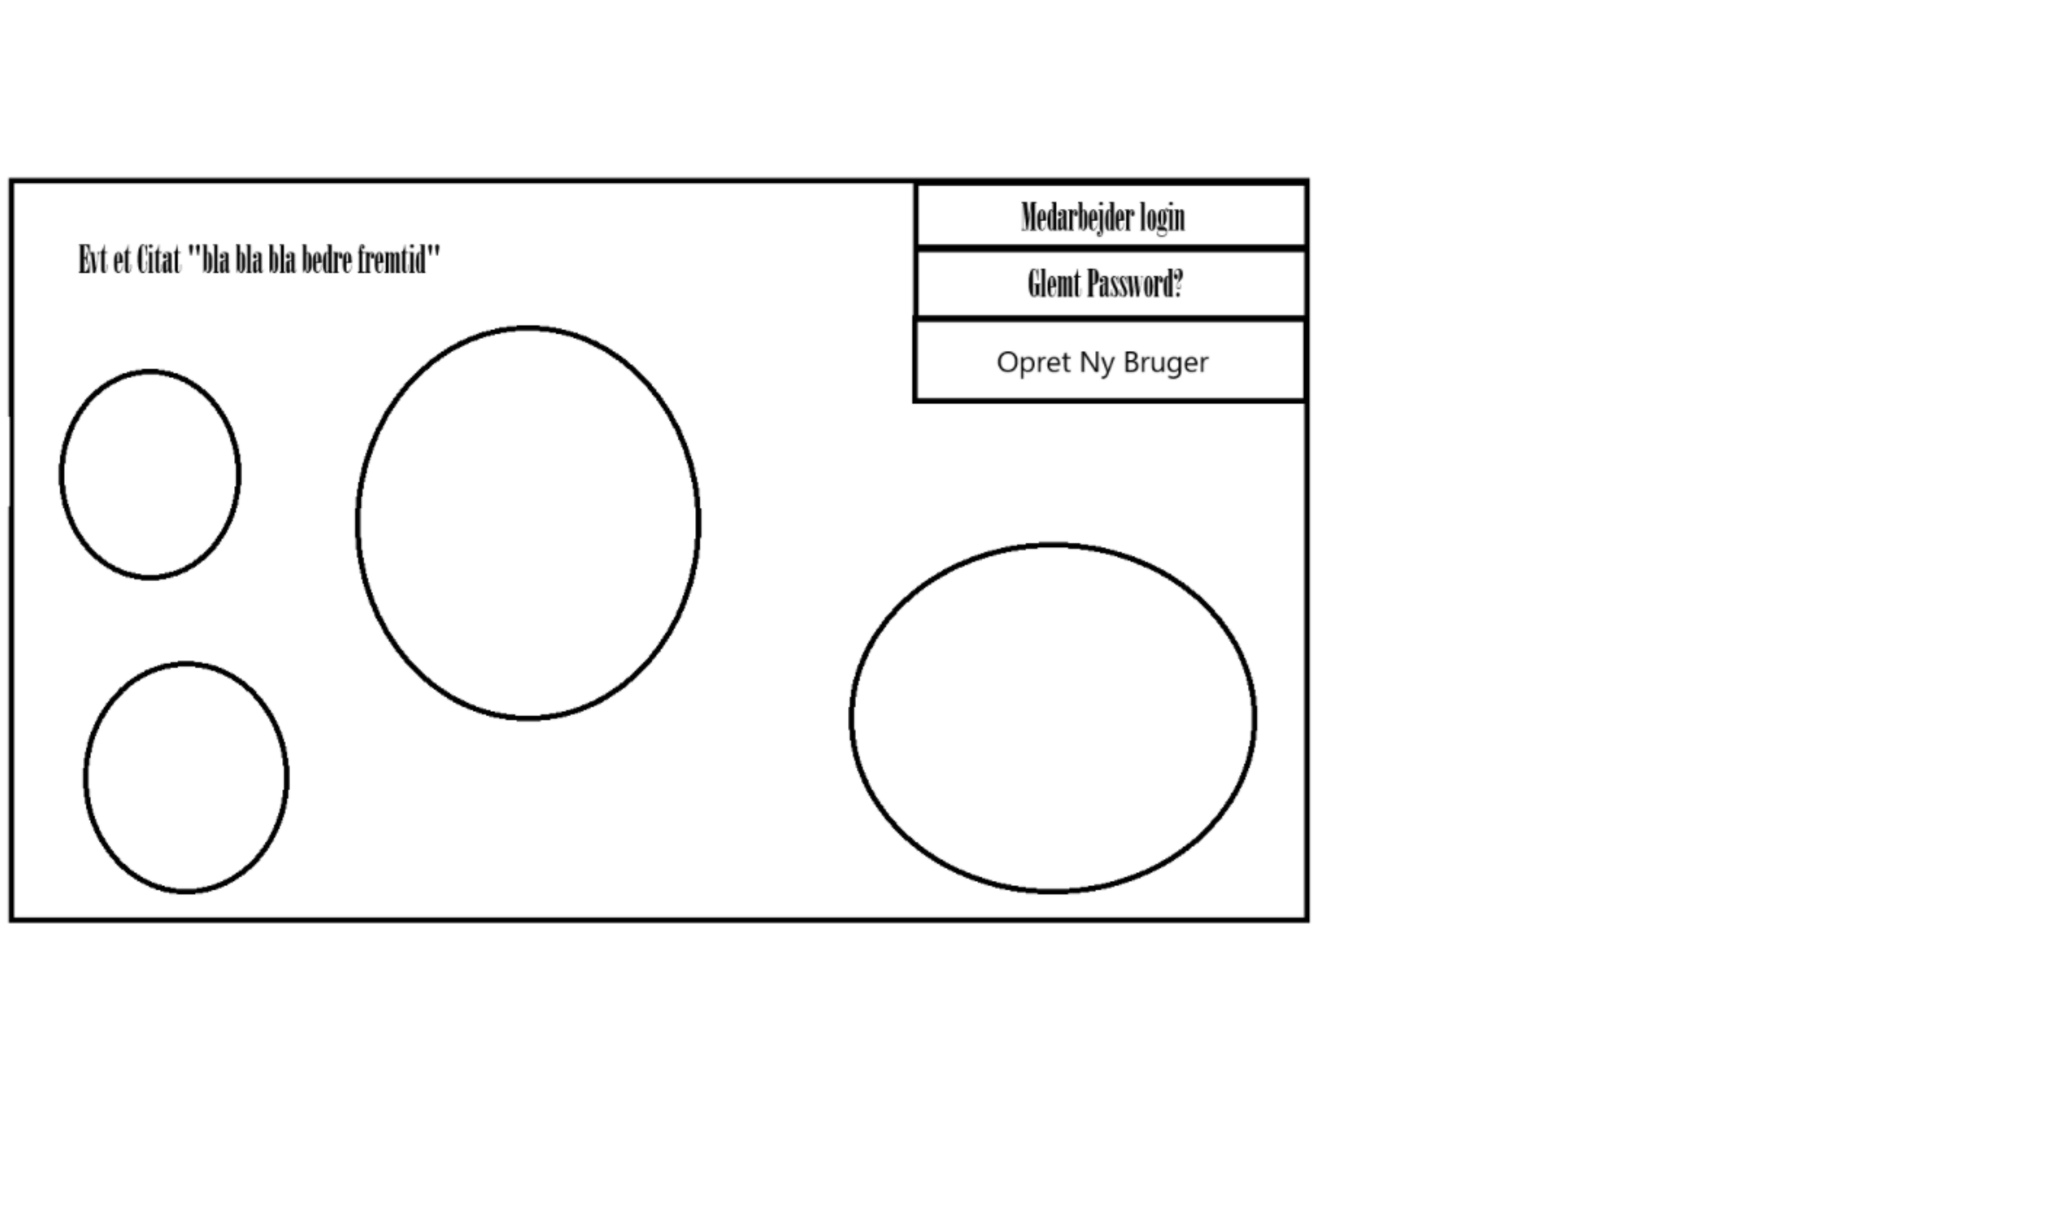 Medarbejder login
Evt et Citat "bla bla bla bedre fremtid"
Glemt Password?
Opret Ny Bruger